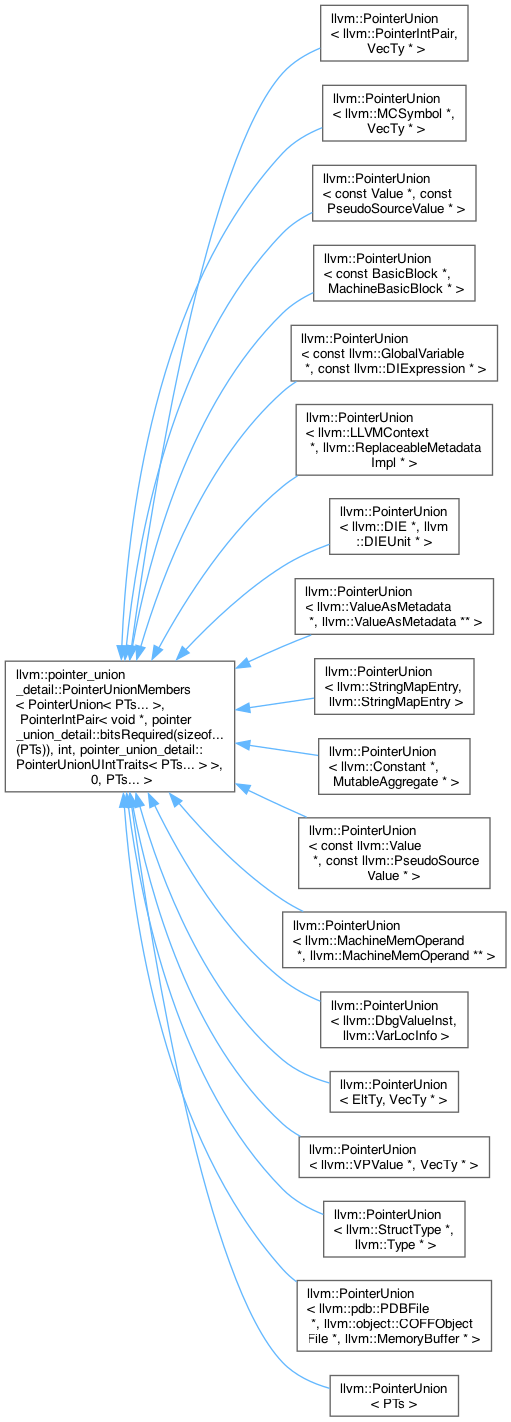 llvm::PointerUnion
< llvm::PointerIntPair,
VecTy * >
llvm::PointerUnion
< llvm::MCSymbol *,
VecTy * >
llvm::PointerUnion
< const Value *, const
PseudoSourceValue * >
llvm::PointerUnion
< const BasicBlock *,
MachineBasicBlock * >
llvm::PointerUnion
< const llvm::GlobalVariable
*, const llvm::DIExpression * >
llvm::PointerUnion
< llvm::LLVMContext
*, llvm::ReplaceableMetadata
Impl * >
llvm::PointerUnion
< llvm::DIE *, llvm
::DIEUnit * >
llvm::PointerUnion
< llvm::ValueAsMetadata
*, llvm::ValueAsMetadata ** >
llvm::pointer_union
_detail::PointerUnionMembers
< PointerUnion< PTs... >,
PointerIntPair< void *, pointer
_union_detail::bitsRequired(sizeof...
(PTs)), int, pointer_union_detail::
PointerUnionUIntTraits< PTs... > >,
0, PTs... >
llvm::PointerUnion
< llvm::StringMapEntry,
llvm::StringMapEntry >
llvm::PointerUnion
< llvm::Constant *,
MutableAggregate * >
llvm::PointerUnion
< const llvm::Value
*, const llvm::PseudoSource
Value * >
llvm::PointerUnion
< llvm::MachineMemOperand
*, llvm::MachineMemOperand ** >
llvm::PointerUnion
< llvm::DbgValueInst,
llvm::VarLocInfo >
llvm::PointerUnion
< EltTy, VecTy * >
llvm::PointerUnion
< llvm::VPValue *, VecTy * >
llvm::PointerUnion
< llvm::StructType *,
llvm::Type * >
llvm::PointerUnion
< llvm::pdb::PDBFile
*, llvm::object::COFFObject
File *, llvm::MemoryBuffer * >
llvm::PointerUnion
< PTs >